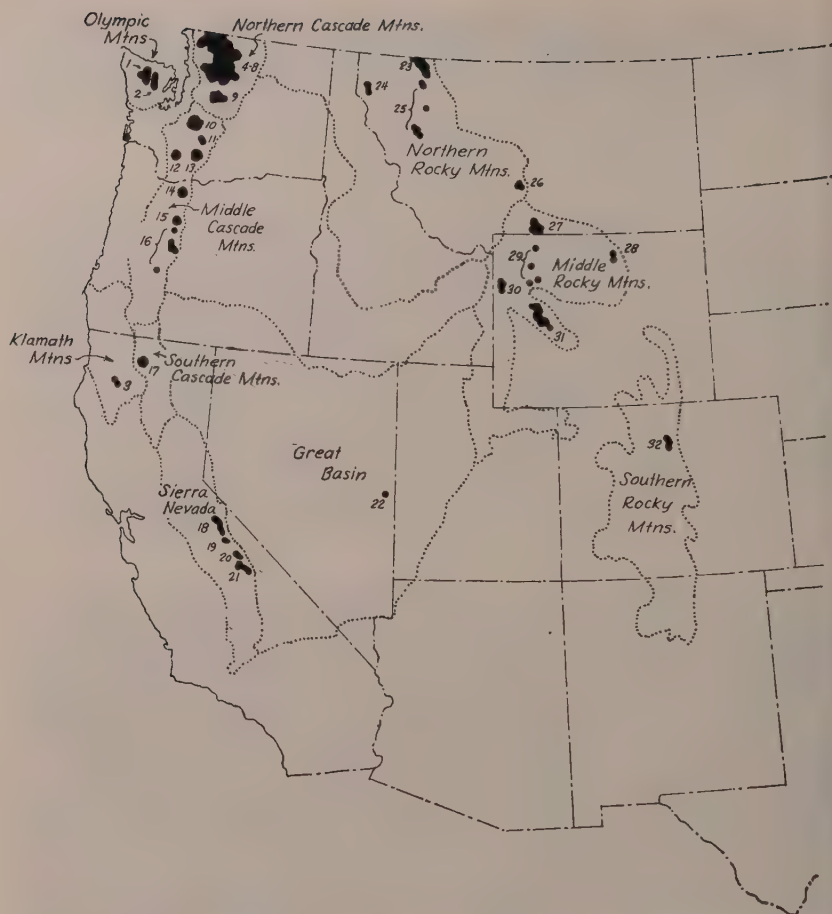 Olympic
Mtns
Northern Cascade Mtns.
1
2
4-8
9
10
11
12
13
14
15
Middle
Cascade
Mtns.
16
23
24
25
Northern
Rocky Mtns.
26
27
28
29
Middle
Rocky Mtns.
30
31
Klamath
Mtns
3
17
Southern
Cascade Mtns.
Great
Basin
22
Sierra
Nevada
18
19
20
21
32
Southern
Rocky
Mtns.